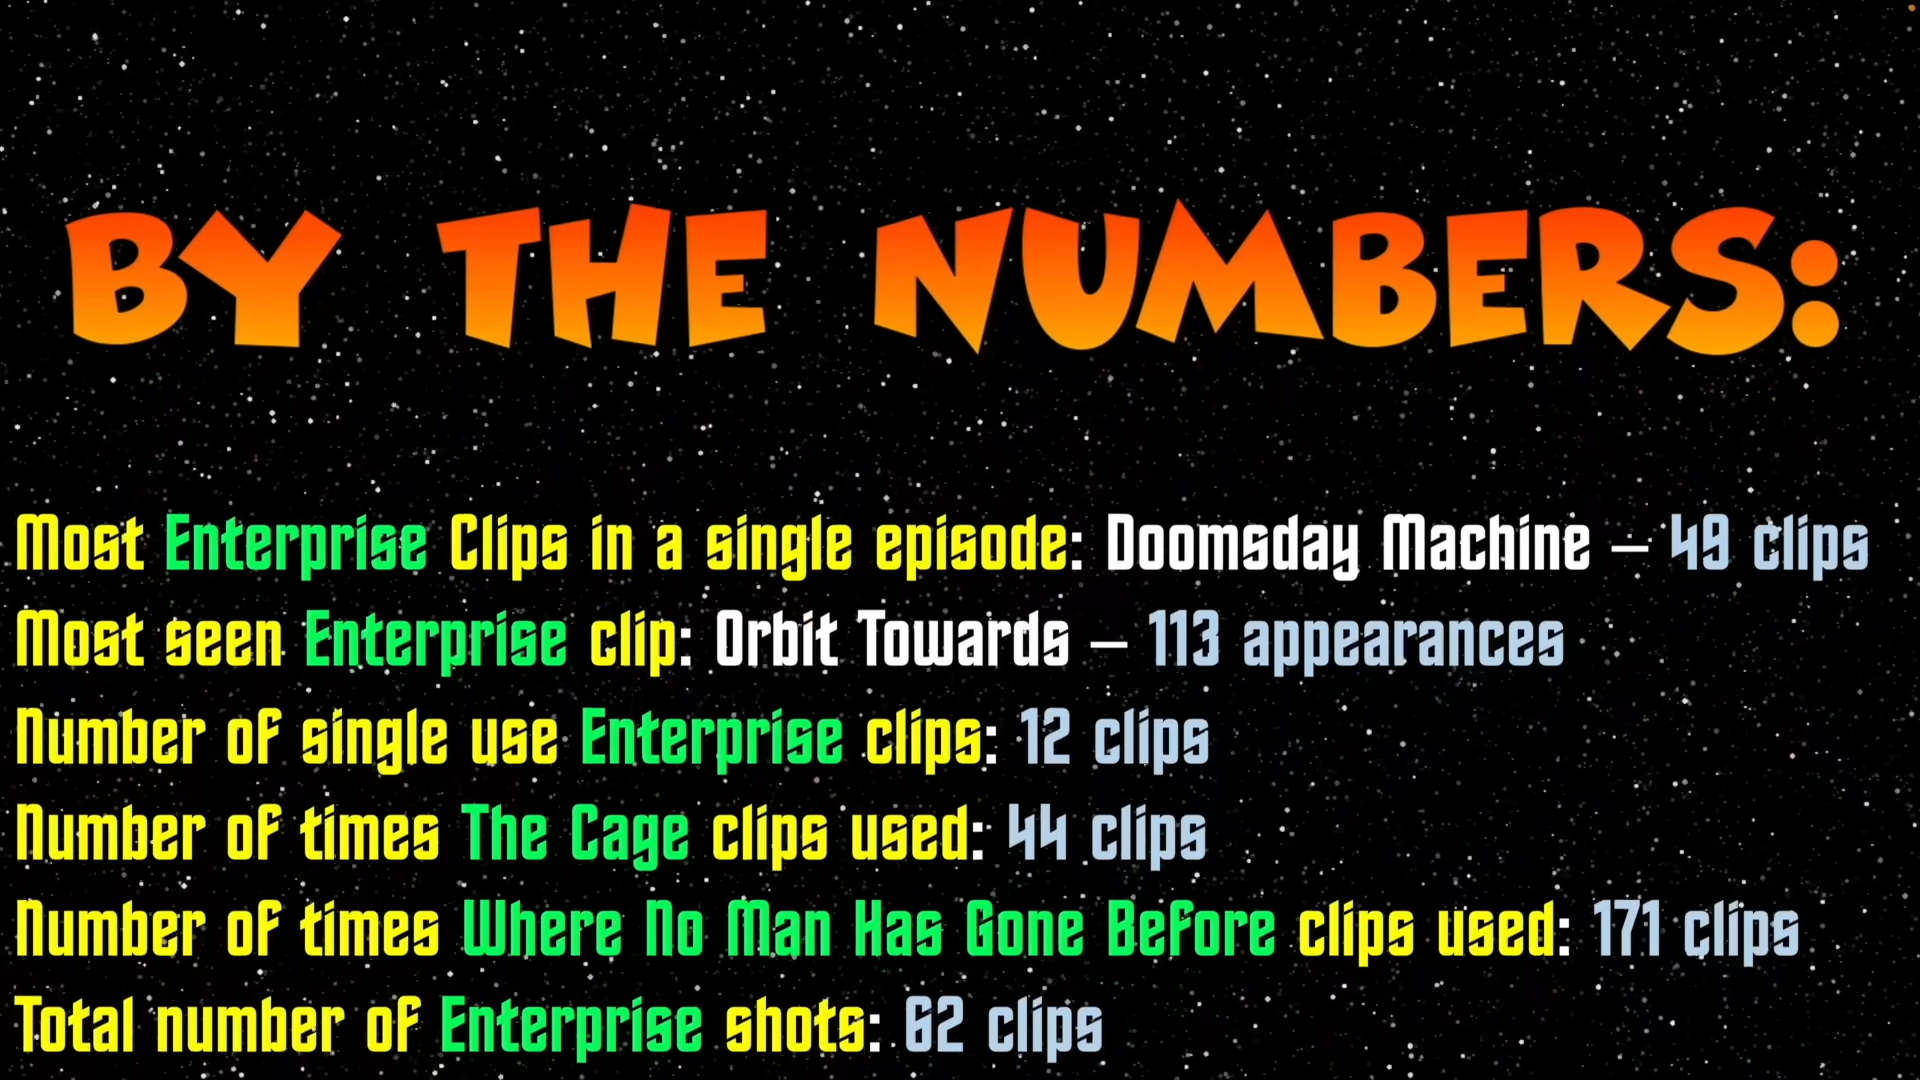 BY THE NUMBERS:
Most Enterprise Clips in a single episode: Doomsday Machine – 49 clips
Most seen Enterprise clip: Orbit Towards – 113 appearances
Number of single use Enterprise clips: 12 clips
Number of times The Cage clips used: 44 clips
Number of times Where No Man Has Gone Before clips used: 171 clips
Total number of Enterprise shots: 62 clips